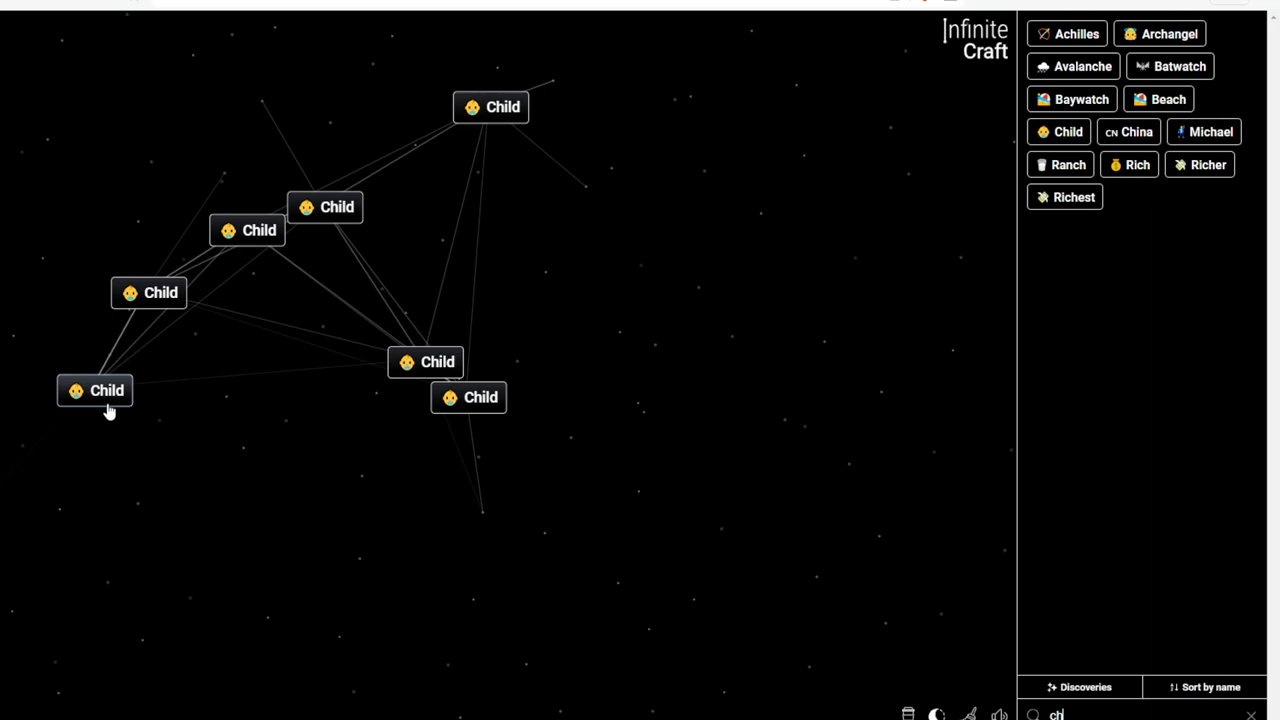 Infinite
Craft
Child
Child
Child
Child
Child
Child
Child
Achilles Archangel
Avalanche Batwatch
Baywatch Beach
Child CN China Michael
Ranch Rich Richer
Richest
Discoveries Sort by name
ch